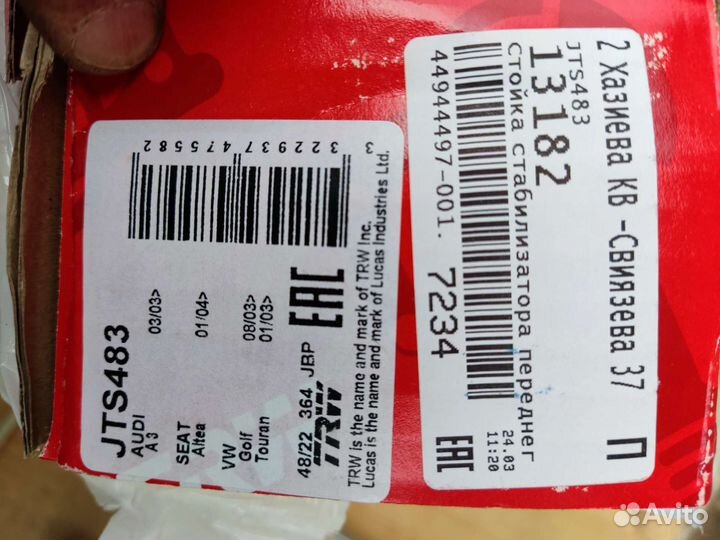 JTS483
AUDI
A3 03/03>
SEAT
Altea 01/04>
VW
Golf 08/03>
Touran 01/03>
48/22 364 JBP
TRW
EAC
TRW is the name and mark of TRW Inc.
Lucas is the name and mark of Lucas Industries Ltd.
3 322937 475582
2 Хазиева КВ -Свиязева 37 П
JTS483
13182
Стойка стабилизатора переднег
44944497-001. 7234
24.03
11:20
EAC
Avito